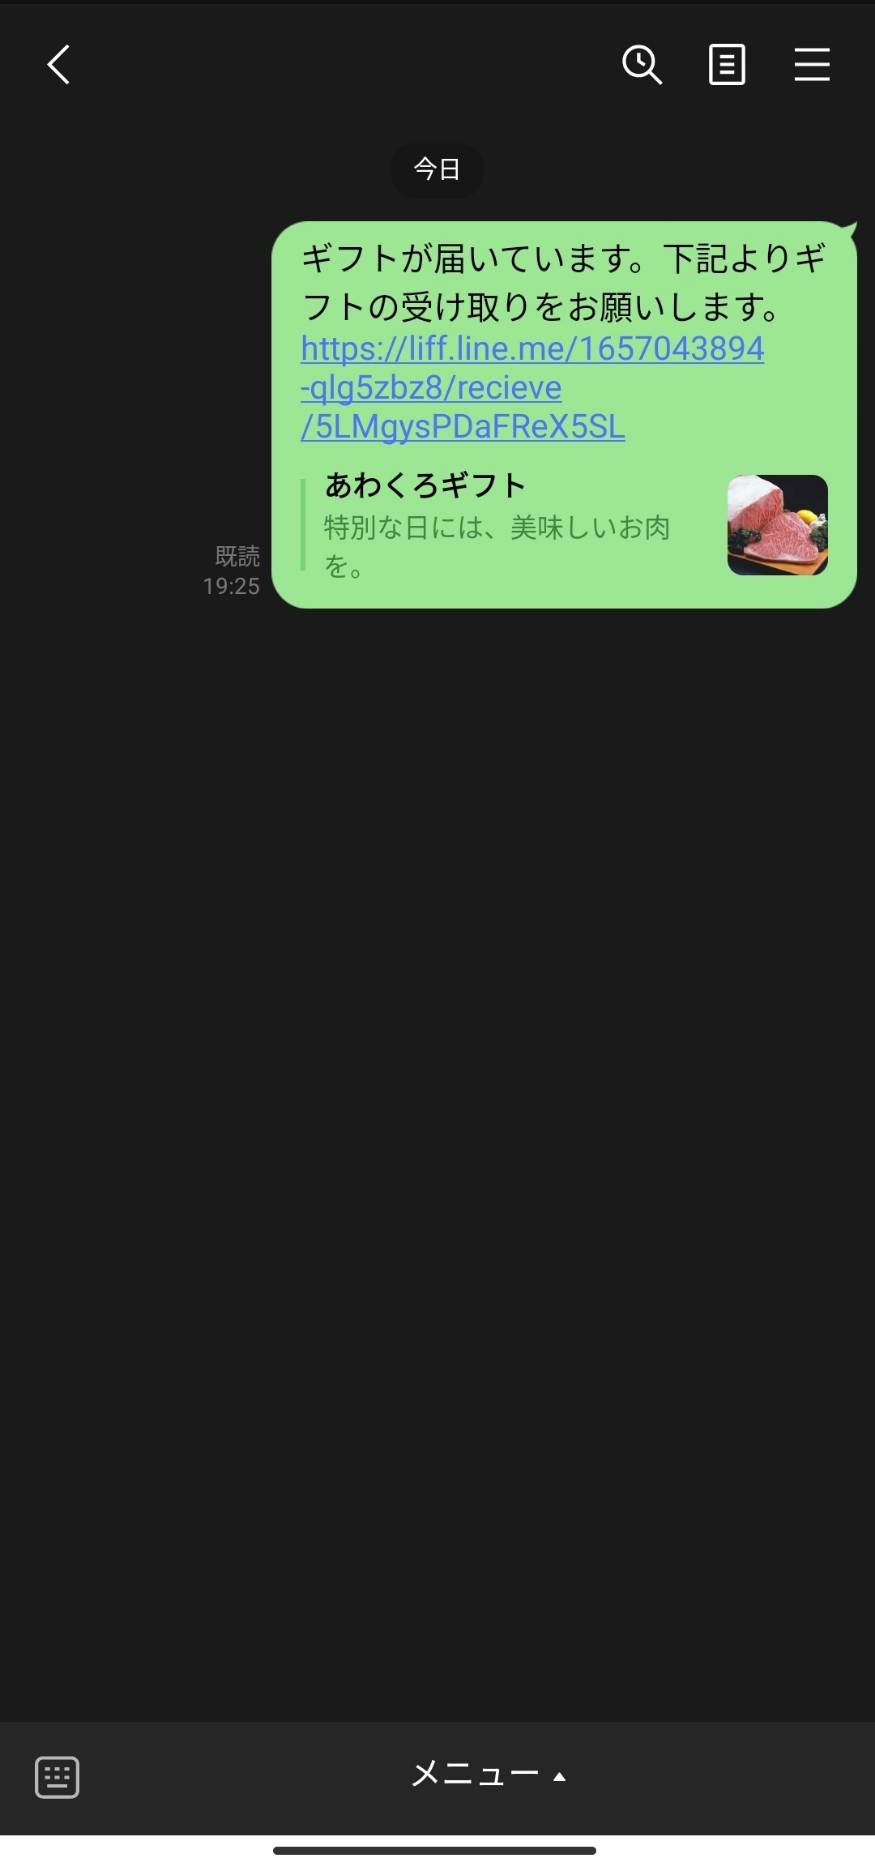 今日
ギフトが届いています。下記よりギ
フトの受け取りをお願いします。
https://liff.line.me/1657043894
-qlg5zbz8/recieve
/5LMgysPDaFReX5SL
あわくろギフト
特別な日には、美味しいお肉
を。
既読
19:25
メニュー